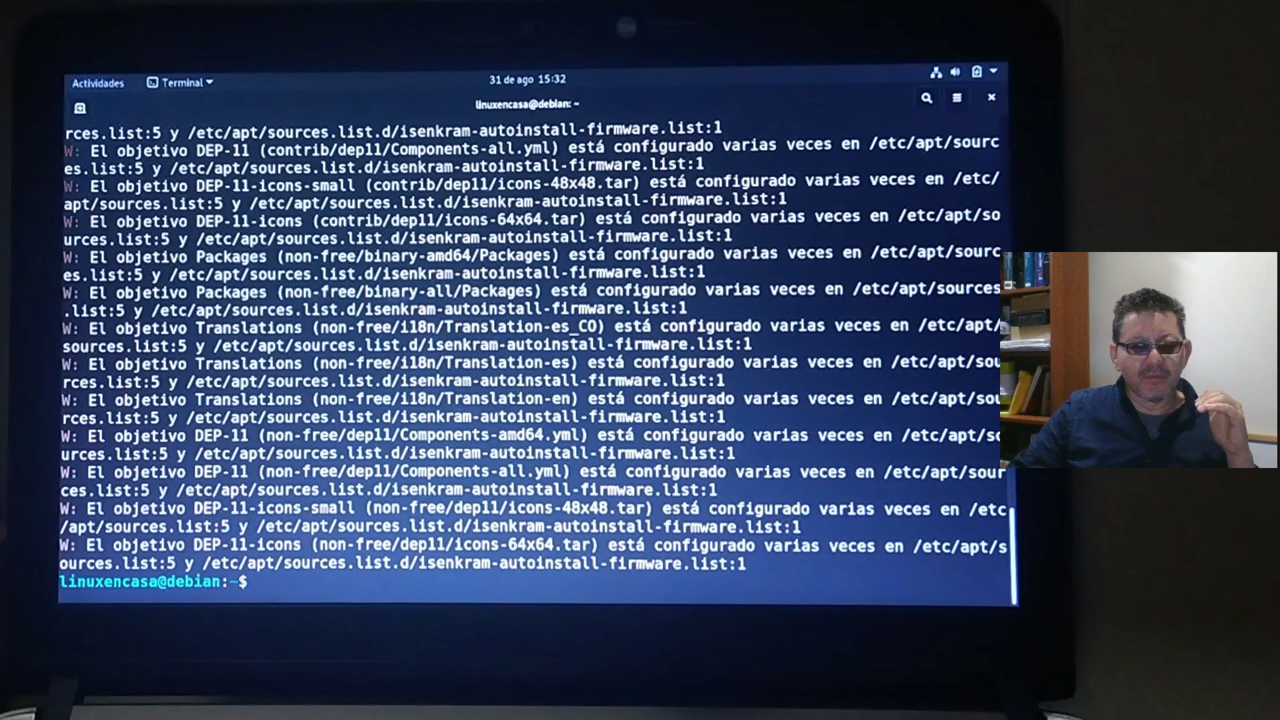 Actividades Terminal 31 de ago 15:32
linuxencasa@debian: ~
rces.list:5 y /etc/apt/sources.list.d/isenkram-autoinstall-firmware.list:1
W: El objetivo DEP-11 (contrib/dep11/Components-all.yml) está configurado varias veces en /etc/apt/sourc
es.list:5 y /etc/apt/sources.list.d/isenkram-autoinstall-firmware.list:1
W: El objetivo DEP-11-icons-small (contrib/dep11/icons-48x48.tar) está configurado varias veces en /etc/
apt/sources.list:5 y /etc/apt/sources.list.d/isenkram-autoinstall-firmware.list:1
W: El objetivo DEP-11-icons (contrib/dep11/icons-64x64.tar) está configurado varias veces en /etc/apt/so
urces.list:5 y /etc/apt/sources.list.d/isenkram-autoinstall-firmware.list:1
W: El objetivo Packages (non-free/binary-amd64/Packages) está configurado varias veces en /etc/apt/sourc
es.list:5 y /etc/apt/sources.list.d/isenkram-autoinstall-firmware.list:1
W: El objetivo Packages (non-free/binary-all/Packages) está configurado varias veces en /etc/apt/sources
.list:5 y /etc/apt/sources.list.d/isenkram-autoinstall-firmware.list:1
W: El objetivo Translations (non-free/i18n/Translation-es_CO) está configurado varias veces en /etc/apt/
sources.list:5 y /etc/apt/sources.list.d/isenkram-autoinstall-firmware.list:1
W: El objetivo Translations (non-free/i18n/Translation-es) está configurado varias veces en /etc/apt/sou
rces.list:5 y /etc/apt/sources.list.d/isenkram-autoinstall-firmware.list:1
W: El objetivo Translations (non-free/i18n/Translation-en) está configurado varias veces en /etc/apt/sou
rces.list:5 y /etc/apt/sources.list.d/isenkram-autoinstall-firmware.list:1
W: El objetivo DEP-11 (non-free/dep11/Components-amd64.yml) está configurado varias veces en /etc/apt/so
urces.list:5 y /etc/apt/sources.list.d/isenkram-autoinstall-firmware.list:1
W: El objetivo DEP-11 (non-free/dep11/Components-all.yml) está configurado varias veces en /etc/apt/sour
ces.list:5 y /etc/apt/sources.list.d/isenkram-autoinstall-firmware.list:1
W: El objetivo DEP-11-icons-small (non-free/dep11/icons-48x48.tar) está configurado varias veces en /etc
/apt/sources.list:5 y /etc/apt/sources.list.d/isenkram-autoinstall-firmware.list:1
W: El objetivo DEP-11-icons (non-free/dep11/icons-64x64.tar) está configurado varias veces en /etc/apt/s
ources.list:5 y /etc/apt/sources.list.d/isenkram-autoinstall-firmware.list:1
linuxencasa@debian:~$